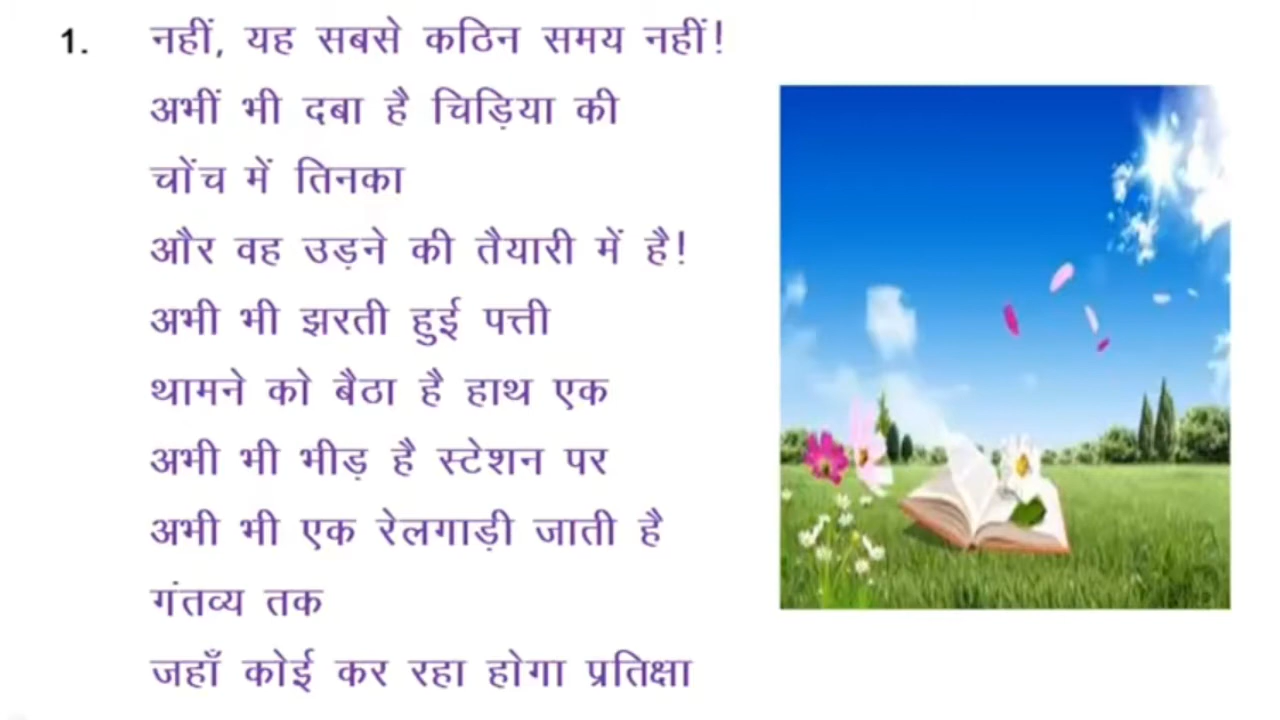 1. नहीं, यह सबसे कठिन समय नहीं!
अभीं भी दबा है चिड़िया की
चोंच में तिनका
और वह उड़ने की तैयारी में है!
अभी भी झरती हुई पत्ती
थामने को बैठा है हाथ एक
अभी भी भीड़ है स्टेशन पर
अभी भी एक रेलगाड़ी जाती है
गंतव्य तक
जहाँ कोई कर रहा होगा प्रतिक्षा